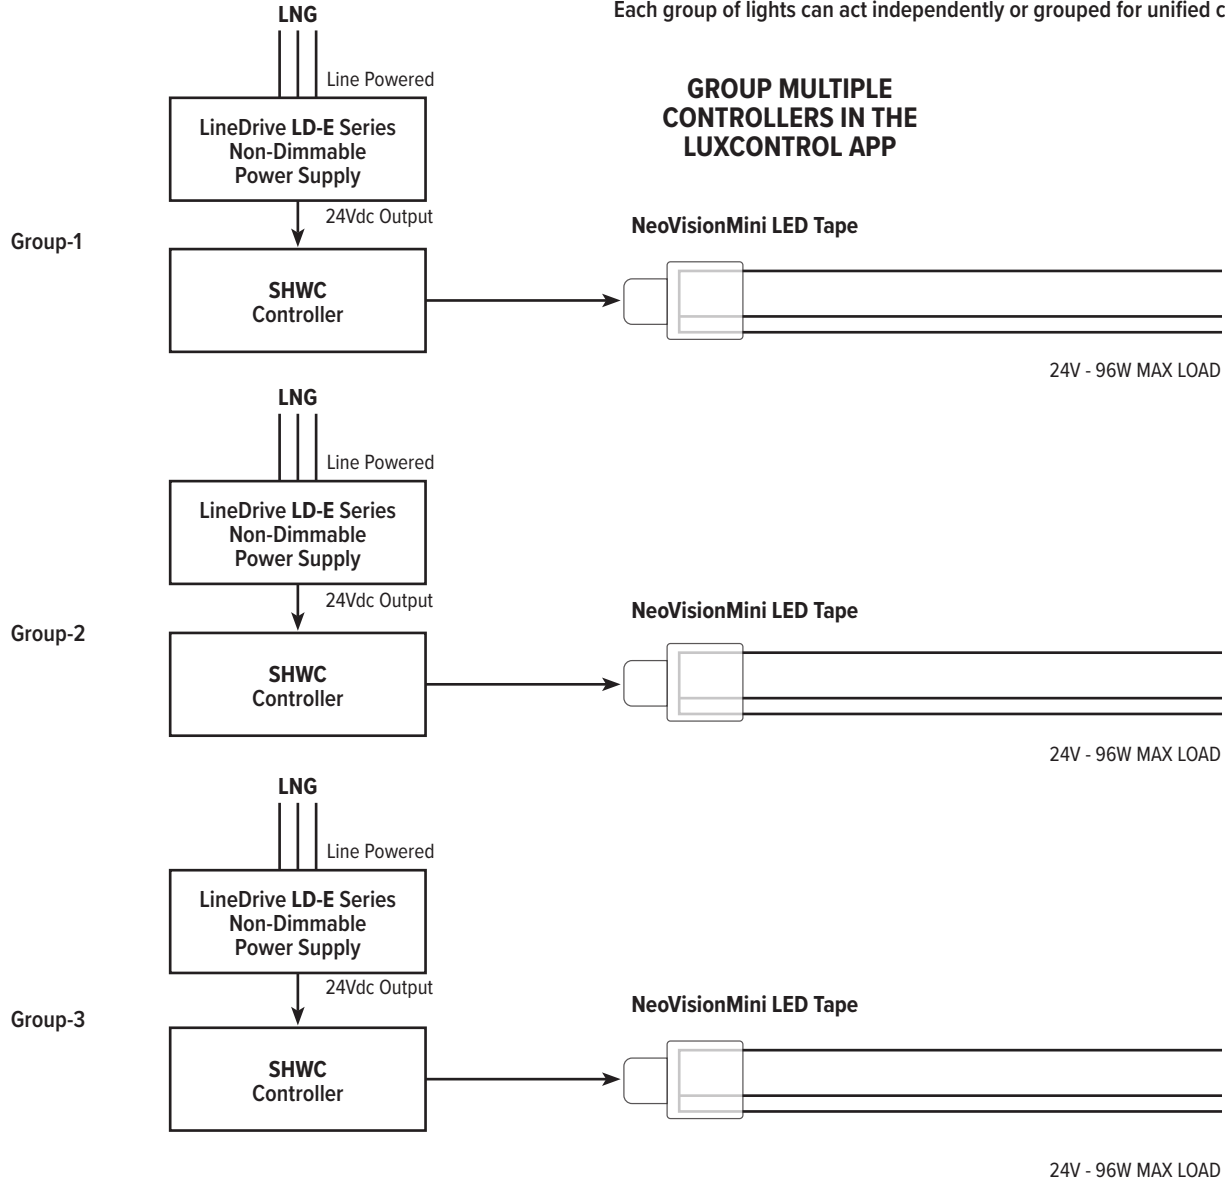 LNG
Each group of lights can act independently or grouped for unified c
Line Powered
GROUP MULTIPLE
CONTROLLERS IN THE
LUXCONTROL APP
LineDrive LD-E Series
Non-Dimmable
Power Supply
24Vdc Output
NeoVisionMini LED Tape
Group-1
SHWC
Controller
24V - 96W MAX LOAD
LNG
Line Powered
LineDrive LD-E Series
Non-Dimmable
Power Supply
24Vdc Output
NeoVisionMini LED Tape
Group-2
SHWC
Controller
24V - 96W MAX LOAD
LNG
Line Powered
LineDrive LD-E Series
Non-Dimmable
Power Supply
24Vdc Output
NeoVisionMini LED Tape
Group-3
SHWC
Controller
24V - 96W MAX LOAD